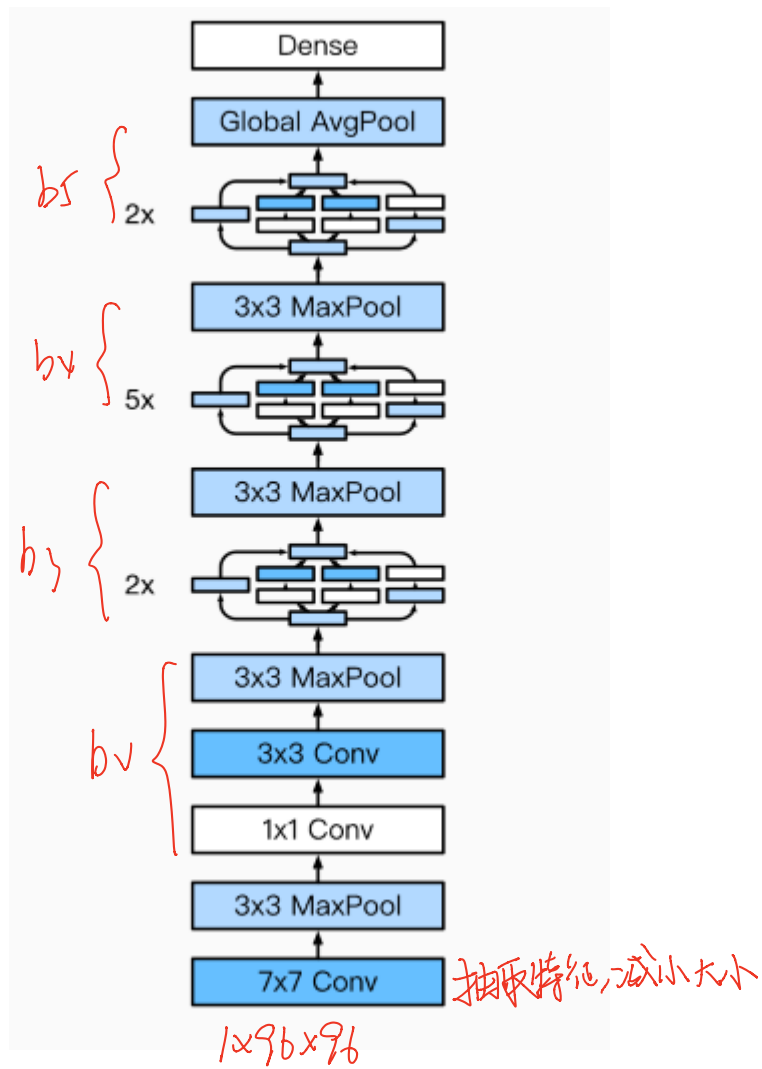 Dense
Global AvgPool
b5
2x
3x3 MaxPool
b4
5x
3x3 MaxPool
b3
2x
3x3 MaxPool
b2
3x3 Conv
1x1 Conv
3x3 MaxPool
7x7 Conv
抽取特征,减小大小
1x96x96